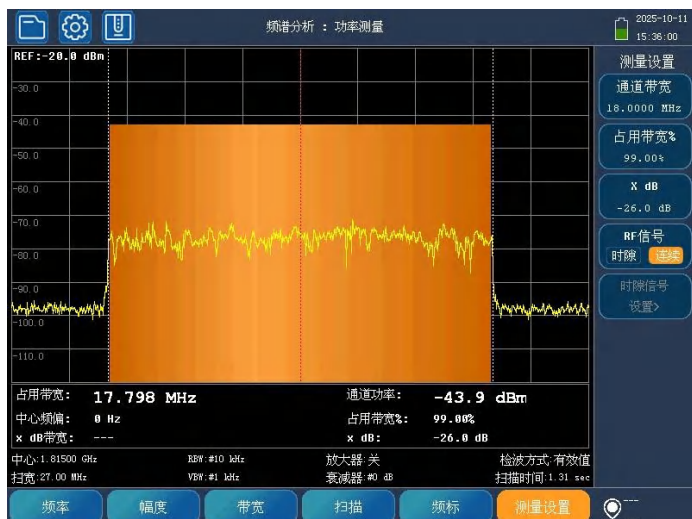 频谱分析 : 功率测量
2025-10-11
15:36:00
REF:-20.0 dBm
-30.0
-40.0
-50.0
-60.0
-70.0
-80.0
-90.0
-100.0
-110.0
测量设置
通道带宽
18.0000 MHz
占用带宽%
99.00%
X dB
-26.0 dB
RF信号
时隙 连续
时隙信号
设置>
占用带宽: 17.798 MHz 通道功率: -43.9 dBm
中心频偏: 0 Hz 占用带宽%: 99.00%
x dB带宽: --- x dB: -26.0 dB
中心:1.81500 GHz RBW:#10 kHz 放大器:关 检波方式:有效值
扫宽:27.00 MHz VBW:#1 kHz 衰减器:#0 dB 扫描时间:1.31 sec
频率 幅度 带宽 扫描 频标 测量设置 ---